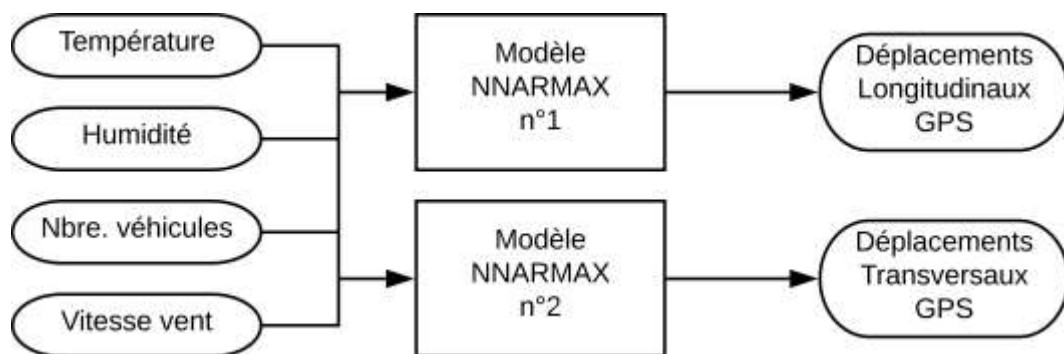 Température
Humidité
Nbre. véhicules
Vitesse vent
Modèle
NNARMAX
n°1
Modèle
NNARMAX
n°2
Déplacements
Longitudinaux
GPS
Déplacements
Transversaux
GPS